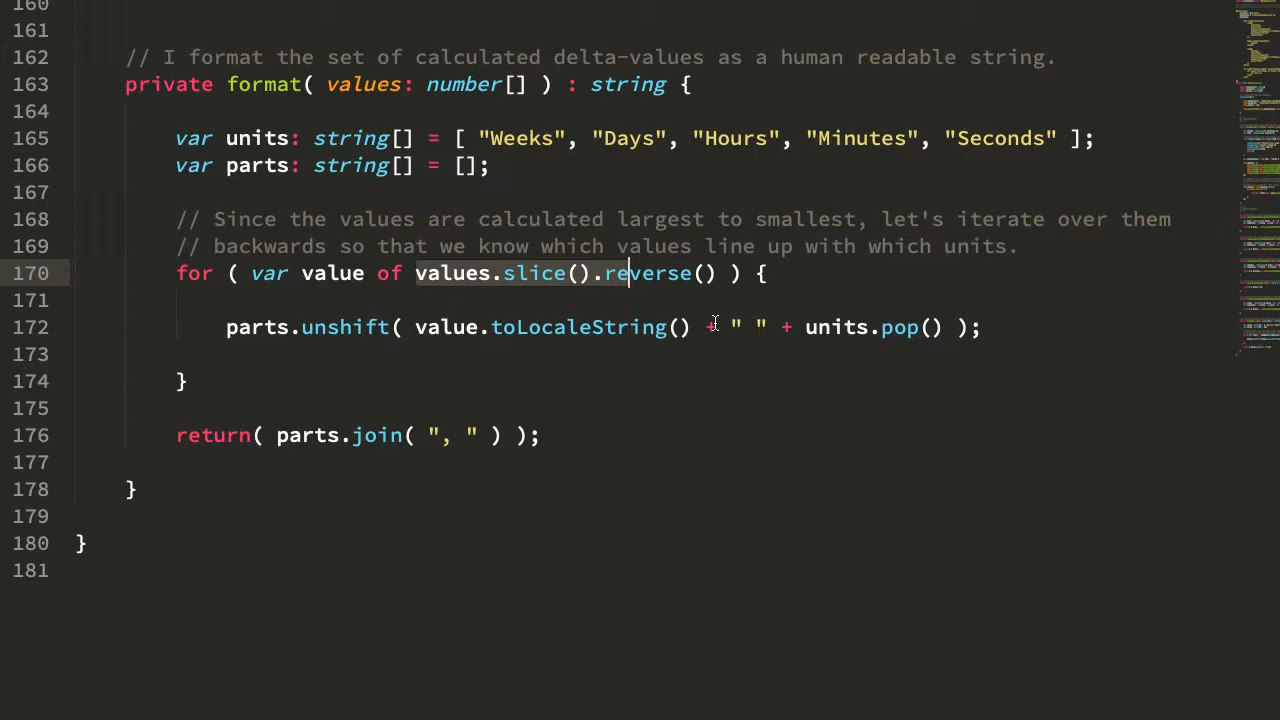 160
161
162 // I format the set of calculated delta-values as a human readable string.
163 private format( values: number[] ) : string {
164
165 var units: string[] = [ "Weeks", "Days", "Hours", "Minutes", "Seconds" ];
166 var parts: string[] = [];
167
168 // Since the values are calculated largest to smallest, let's iterate over them
169 // backwards so that we know which values line up with which units.
170 for ( var value of values.slice().reverse() ) {
171
172 parts.unshift( value.toLocaleString() + " " + units.pop() );
173
174 }
175
176 return( parts.join( ", " ) );
177
178 }
179
180 }
181